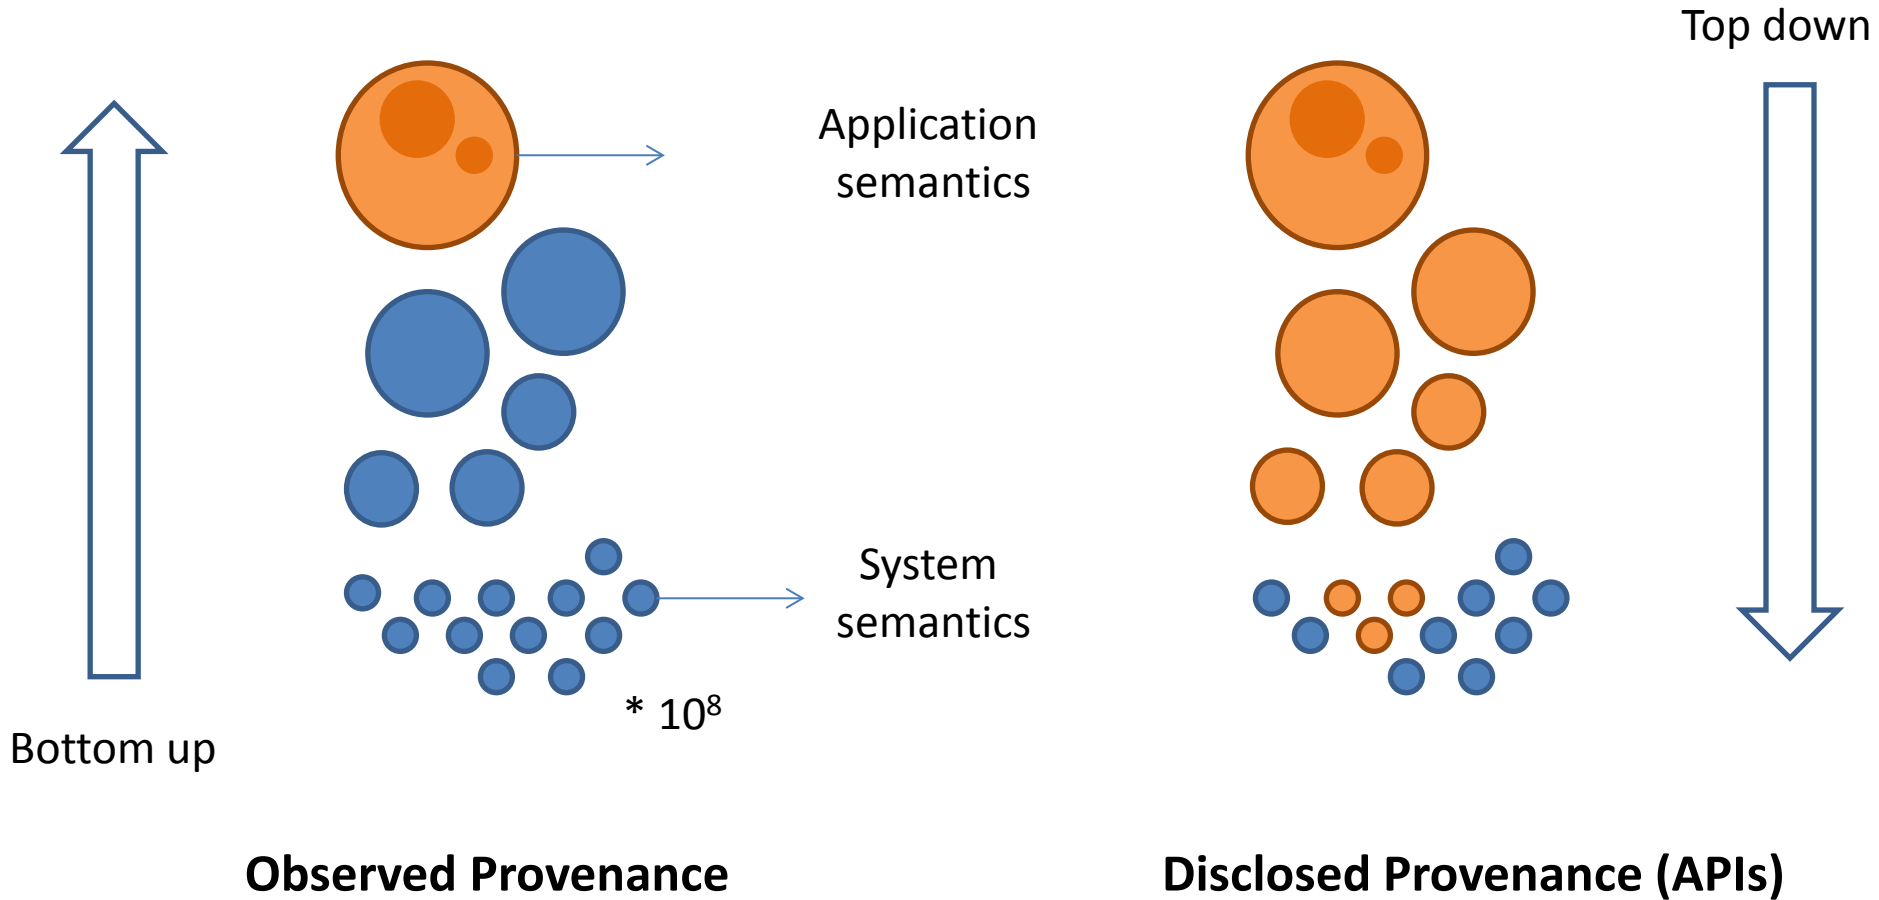 Top down
Application
semantics
System
semantics
* 10⁸
Bottom up
Observed Provenance
Disclosed Provenance (APIs)